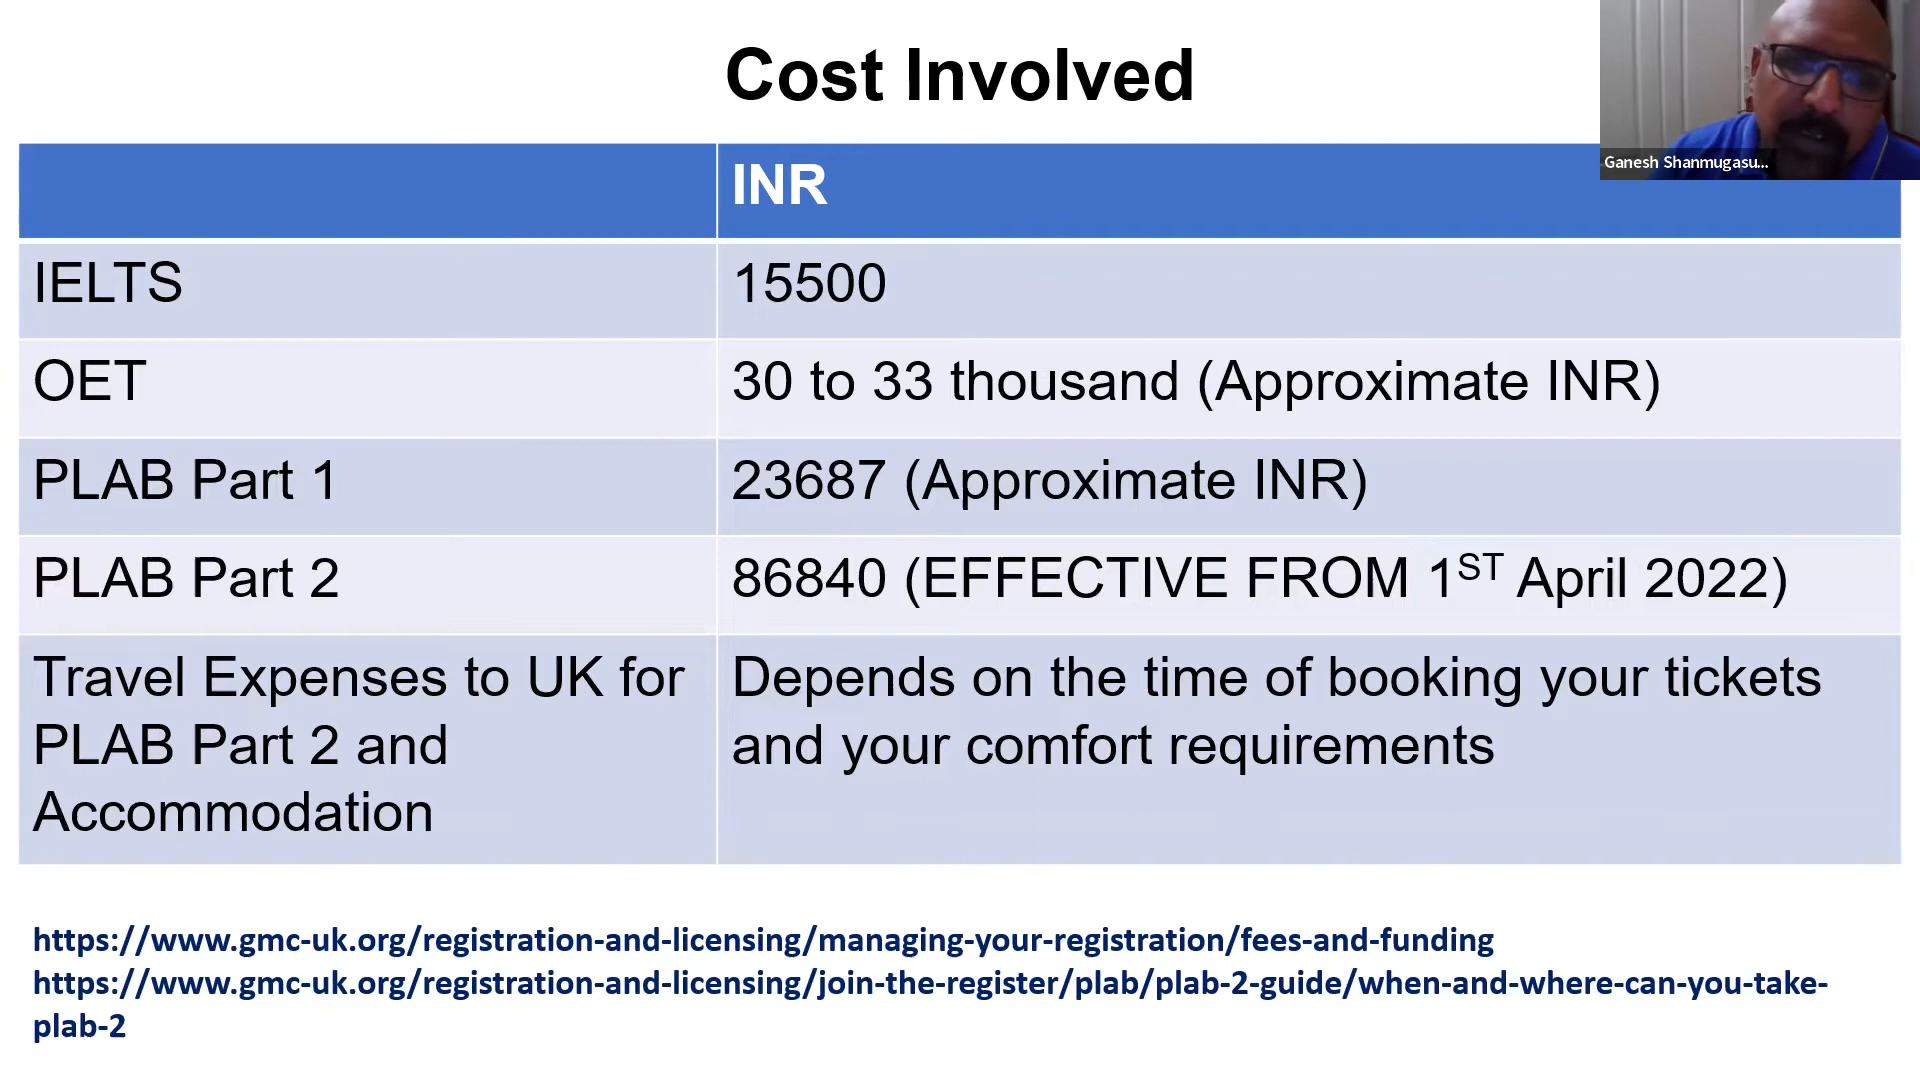 Cost Involved
Ganesh Shanmugasu...
INR
IELTS
15500
OET
30 to 33 thousand (Approximate INR)
PLAB Part 1
23687 (Approximate INR)
PLAB Part 2
86840 (EFFECTIVE FROM 1ST April 2022)
Travel Expenses to UK for
PLAB Part 2 and
Accommodation
Depends on the time of booking your tickets
and your comfort requirements
https://www.gmc-uk.org/registration-and-licensing/managing-your-registration/fees-and-funding
https://www.gmc-uk.org/registration-and-licensing/join-the-register/plab/plab-2-guide/when-and-where-can-you-take-
plab-2